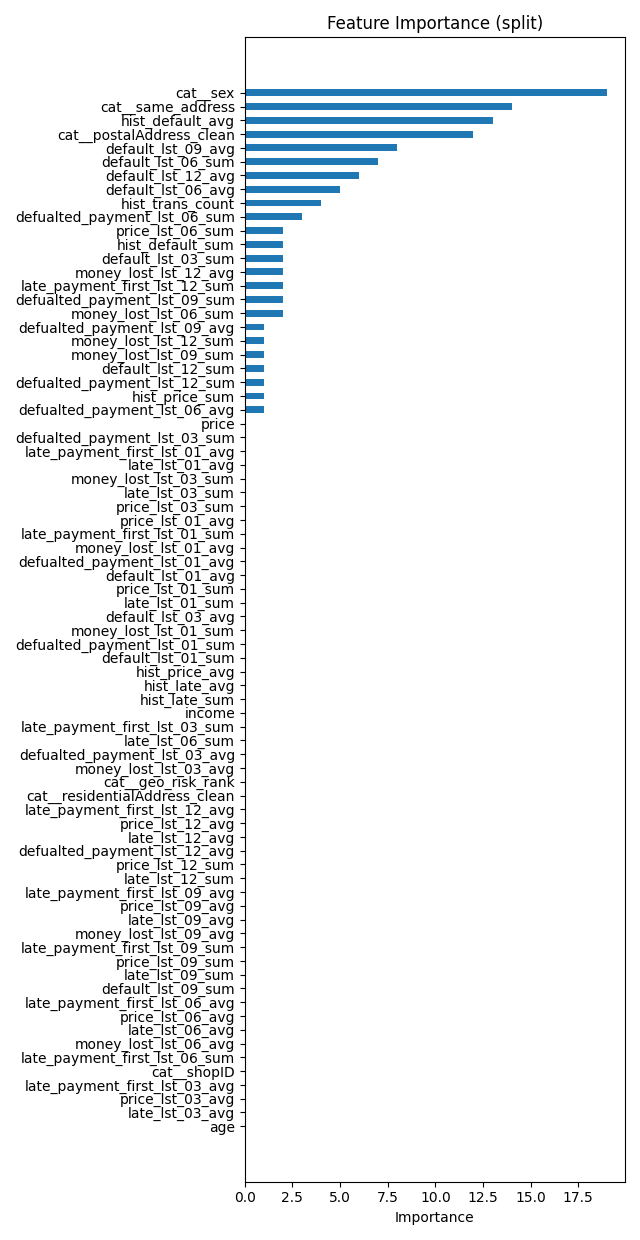 Feature Importance (split)
cat__sex
cat__same_address
hist_default_avg
cat__postalAddress_clean
default_lst_09_avg
default_lst_06_sum
default_lst_12_avg
default_lst_06_avg
hist_trans_count
defualted_payment_lst_06_sum
price_lst_06_sum
hist_default_sum
default_lst_03_sum
money_lost_lst_12_avg
late_payment_first_lst_12_sum
defualted_payment_lst_09_sum
money_lost_lst_06_sum
defualted_payment_lst_09_avg
money_lost_lst_12_sum
money_lost_lst_09_sum
default_lst_12_sum
defualted_payment_lst_12_sum
hist_price_sum
defualted_payment_lst_06_avg
price
defualted_payment_lst_03_sum
late_payment_first_lst_01_avg
late_lst_01_avg
money_lost_lst_03_sum
late_lst_03_sum
price_lst_03_sum
price_lst_01_avg
late_payment_first_lst_01_sum
money_lost_lst_01_avg
defualted_payment_lst_01_avg
default_lst_01_avg
price_lst_01_sum
late_lst_01_sum
default_lst_03_avg
money_lost_lst_01_sum
defualted_payment_lst_01_sum
default_lst_01_sum
hist_price_avg
hist_late_avg
hist_late_sum
income
late_payment_first_lst_03_sum
late_lst_06_sum
defualted_payment_lst_03_avg
money_lost_lst_03_avg
cat__geo_risk_rank
cat__residentialAddress_clean
late_payment_first_lst_12_avg
price_lst_12_avg
late_lst_12_avg
defualted_payment_lst_12_avg
price_lst_12_sum
late_lst_12_sum
late_payment_first_lst_09_avg
price_lst_09_avg
late_lst_09_avg
money_lost_lst_09_avg
late_payment_first_lst_09_sum
price_lst_09_sum
late_lst_09_sum
default_lst_09_sum
late_payment_first_lst_06_avg
price_lst_06_avg
late_lst_06_avg
money_lost_lst_06_avg
late_payment_first_lst_06_sum
cat__shopID
late_payment_first_lst_03_avg
price_lst_03_avg
late_lst_03_avg
age
0.0 2.5 5.0 7.5 10.0 12.5 15.0 17.5
Importance